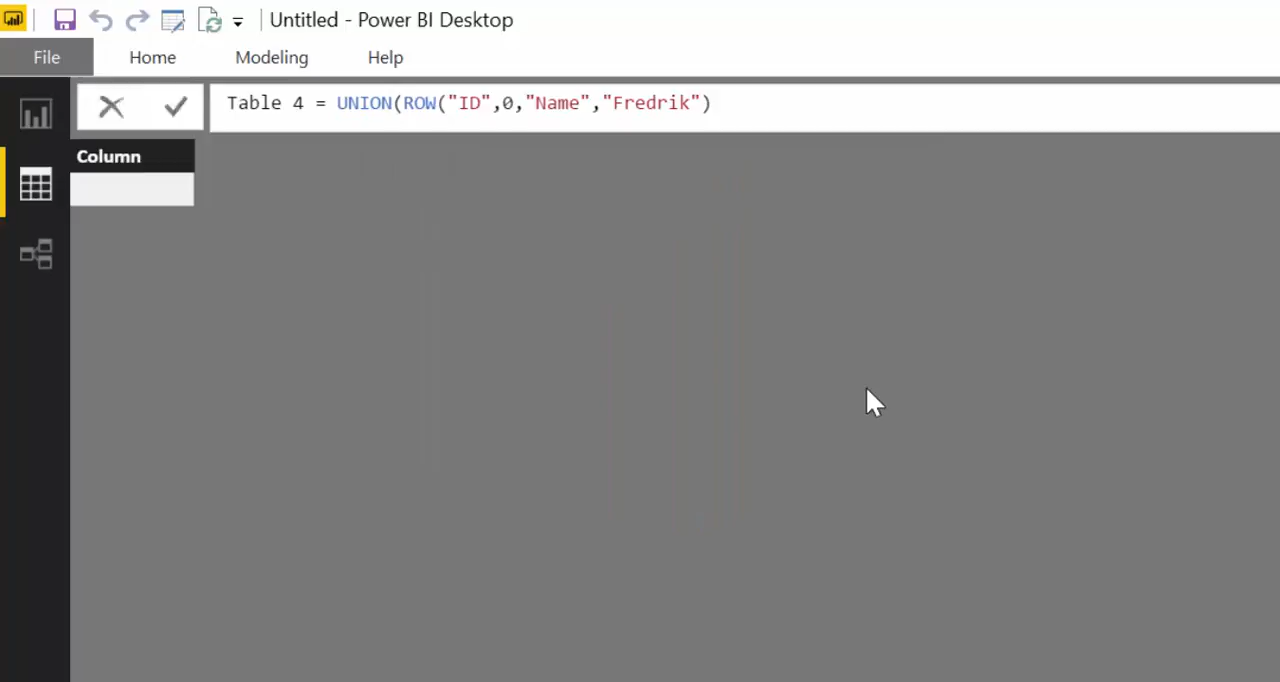 Untitled - Power BI Desktop
File Home Modeling Help
Table 4 = UNION(ROW("ID",0,"Name","Fredrik")
Column